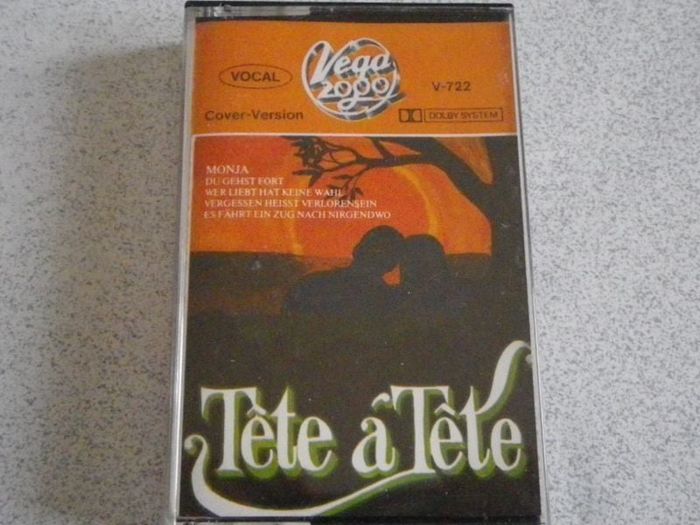 VOCAL
Vega
2000
V-722
Cover-Version
DOLBY SYSTEM
MONJA
DU GEHST FORT
WER LIEBT HAT KEINE WAHL
VERGESSEN HEISST VERLORENSEIN
ES FÄHRT EIN ZUG NACH NIRGENDWO
Tête â Tête